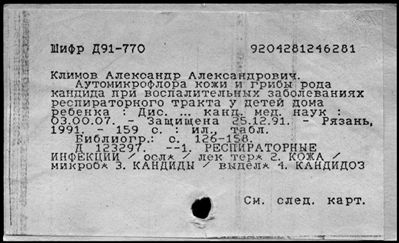 Шифр Д91-770 9204281246281
Климов Александр Александрович.
Аутомикрофлора кожи и грибы рода
кандида при воспалительных заболеваниях
респираторного тракта у детей дома
ребенка : Дис. ... канд. мед. наук :
03.00.07. - Защищена 25.12.91. - Рязань,
1991. - 159 с. : ил., табл.
Библиогр.: с. 126-158.
Д 123297. --1. РЕСПИРАТОРНЫЕ
ИНФЕКЦИИ / осл* / лек тер* 2. КОЖА /
микроб* 3. КАНДИДЫ / выдел* 4. КАНДИДОЗ
См. след. карт.